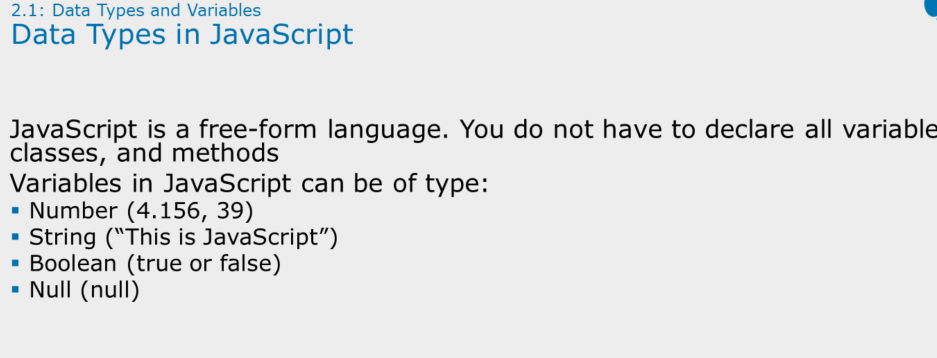 2.1: Data Types and Variables
Data Types in JavaScript
JavaScript is a free-form language. You do not have to declare all variable
classes, and methods
Variables in JavaScript can be of type:
▪ Number (4.156, 39)
▪ String (“This is JavaScript”)
▪ Boolean (true or false)
▪ Null (null)